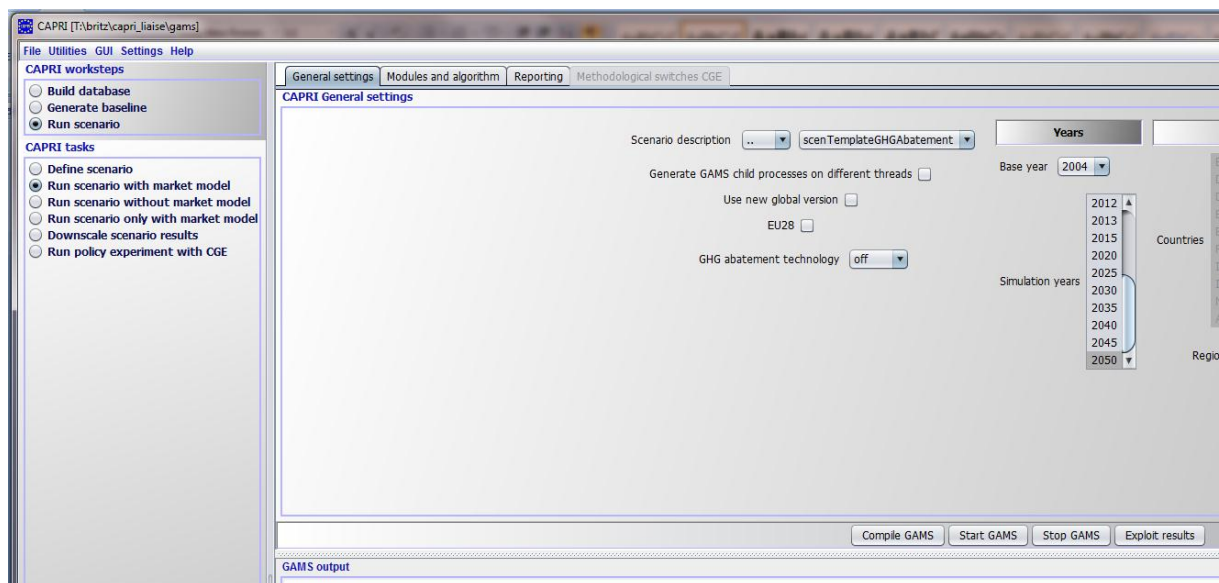 CAPRI [T:\britz\capri_liaise\gams]
File Utilities GUI Settings Help
CAPRI worksteps
Build database
Generate baseline
Run scenario
CAPRI tasks
Define scenario
Run scenario with market model
Run scenario without market model
Run scenario only with market model
Downscale scenario results
Run policy experiment with CGE
General settings Modules and algorithm Reporting Methodological switches CGE
CAPRI General settings
Scenario description .. scenTemplateGHGAbatement
Generate GAMS child processes on different threads
Use new global version
EU28
GHG abatement technology off
Years
Base year 2004
Simulation years
2012
2013
2015
2020
2025
2030
2035
2040
2045
2050
Countries
Regio
Compile GAMS Start GAMS Stop GAMS Exploit results
GAMS output